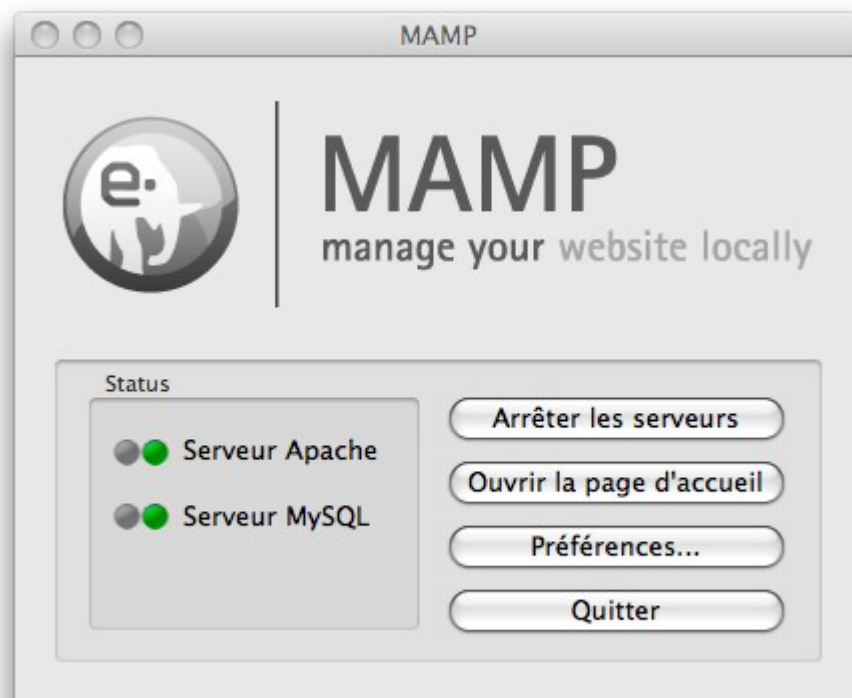 MAMP
e.
MAMP
manage your website locally
Status
Serveur Apache
Serveur MySQL
Arrêter les serveurs
Ouvrir la page d'accueil
Préférences...
Quitter